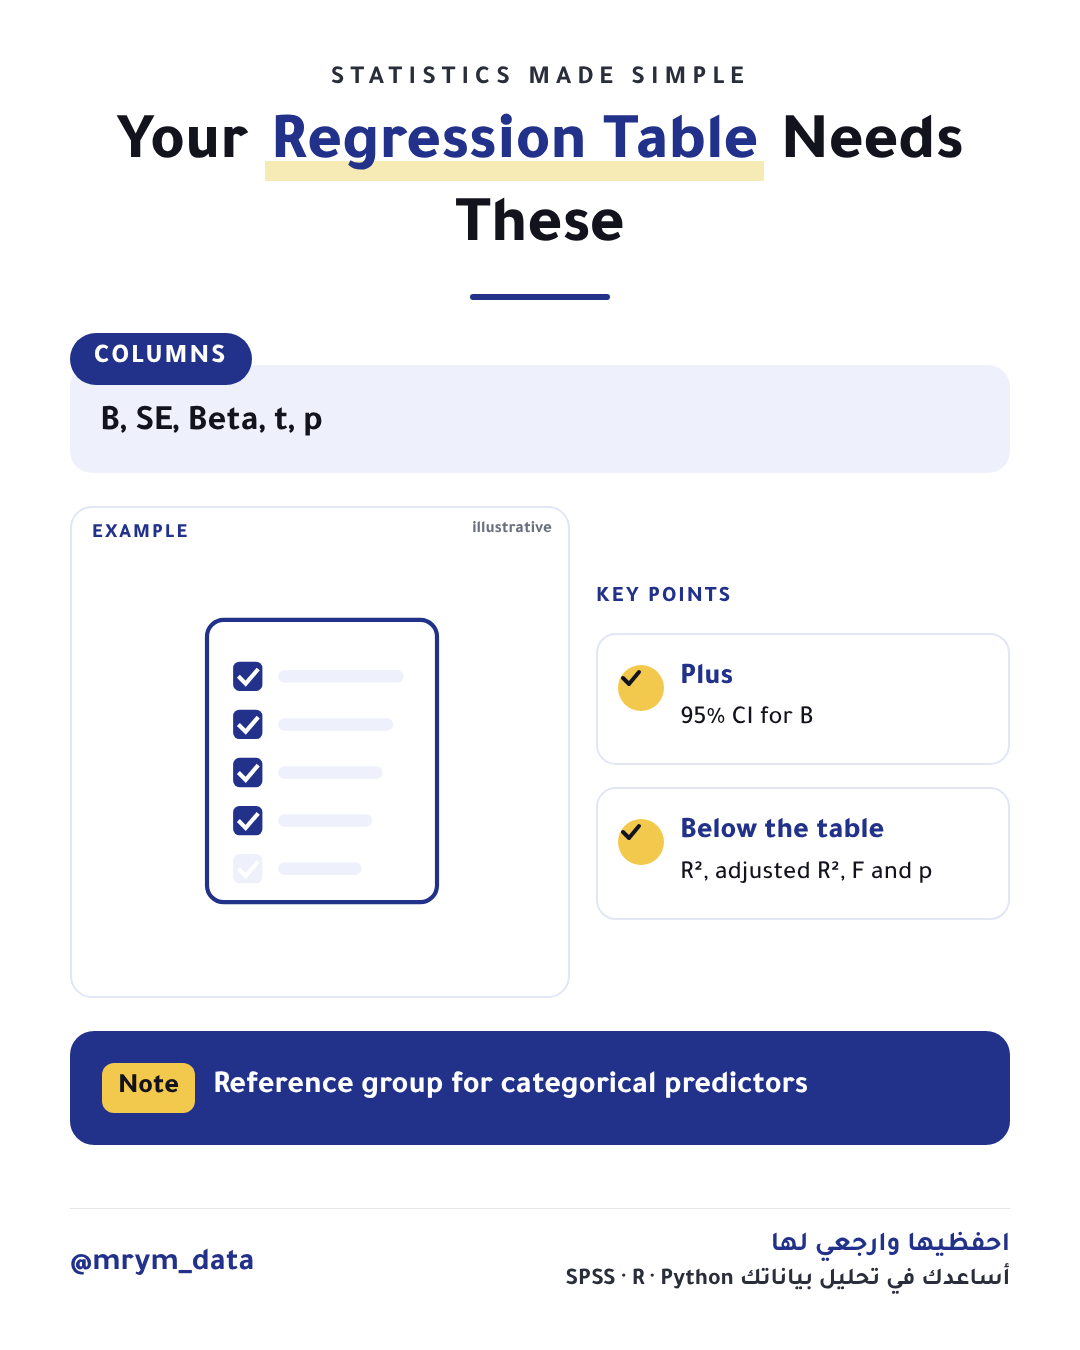 STATISTICS MADE SIMPLE
Your Regression Table Needs
These
COLUMNS
B, SE, Beta, t, p
EXAMPLE
illustrative
KEY POINTS
Plus
95% CI for B
Below the table
R², adjusted R², F and p
Note
Reference group for categorical predictors
@mrym_data
احفظيها وارجعي لها
أساعدك في تحليل بياناتك SPSS · R · Python